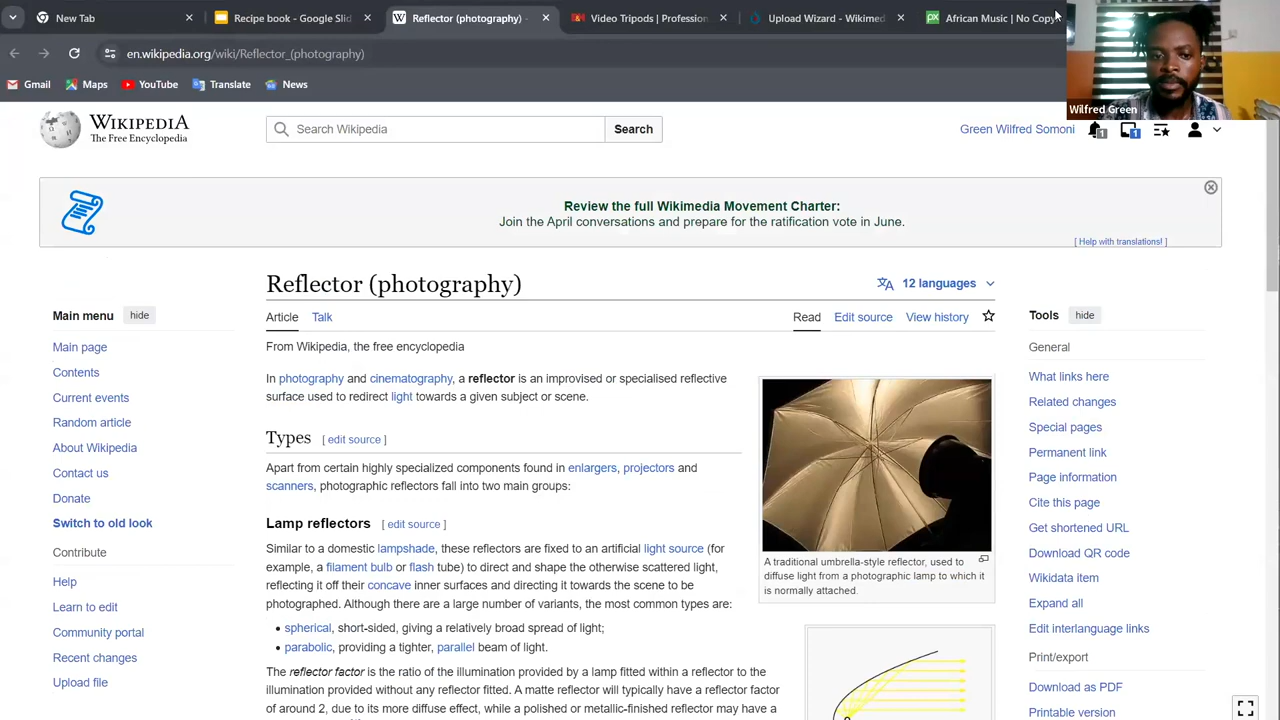 Reflector
Reflector Slid
Reflector (photography) -
Video Tutorial | Produc
Upload Wizard -
African Music | No Copy
en.wikipedia.org/wiki/Reflector_(photography)
Gmail
Maps
YouTube
Translate
News
Wilfred Green
WIKIPEDIA
The Free Encyclopedia
Search Wikipedia
Search
Green Wilfred Somoni
1
1
Review the full Wikimedia Movement Charter:
Join the April conversations and prepare for the ratification vote in June.
[ Help with translations! ]
Reflector (photography)
12 languages
Main menu
hide
Main page
Contents
Current events
Random article
About Wikipedia
Contact us
Donate
Switch to old look
Contribute
Help
Learn to edit
Community portal
Recent changes
Upload file
Article
Talk
Read
Edit source
View history
From Wikipedia, the free encyclopedia
In photography and cinematography, a reflector is an improvised or specialised reflective
surface used to redirect light towards a given subject or scene.
Types [ edit source ]
Apart from certain highly specialized components found in enlargers, projectors and
scanners, photographic reflectors fall into two main groups:
Lamp reflectors [ edit source ]
Similar to a domestic lampshade, these reflectors are fixed to an artificial light source (for
example, a filament bulb or flash tube) to direct and shape the otherwise scattered light,
reflecting it off their concave inner surfaces and directing it towards the scene to be
photographed. Although there are a large number of variants, the most common types are:
• spherical, short-sided, giving a relatively broad spread of light;
• parabolic, providing a tighter, parallel beam of light.
The reflector factor is the ratio of the illumination provided by a lamp fitted within a reflector to the
illumination provided without any reflector fitted. A matte reflector will typically have a reflector factor
of around 2, due to its more diffuse effect, while a polished or metallic-finished reflector may have a
A traditional umbrella-style reflector, used to
diffuse light from a photographic lamp to which it
is normally attached.
Tools
hide
General
What links here
Related changes
Special pages
Permanent link
Page information
Cite this page
Get shortened URL
Download QR code
Wikidata item
Expand all
Edit interlanguage links
Print/export
Download as PDF
Printable version